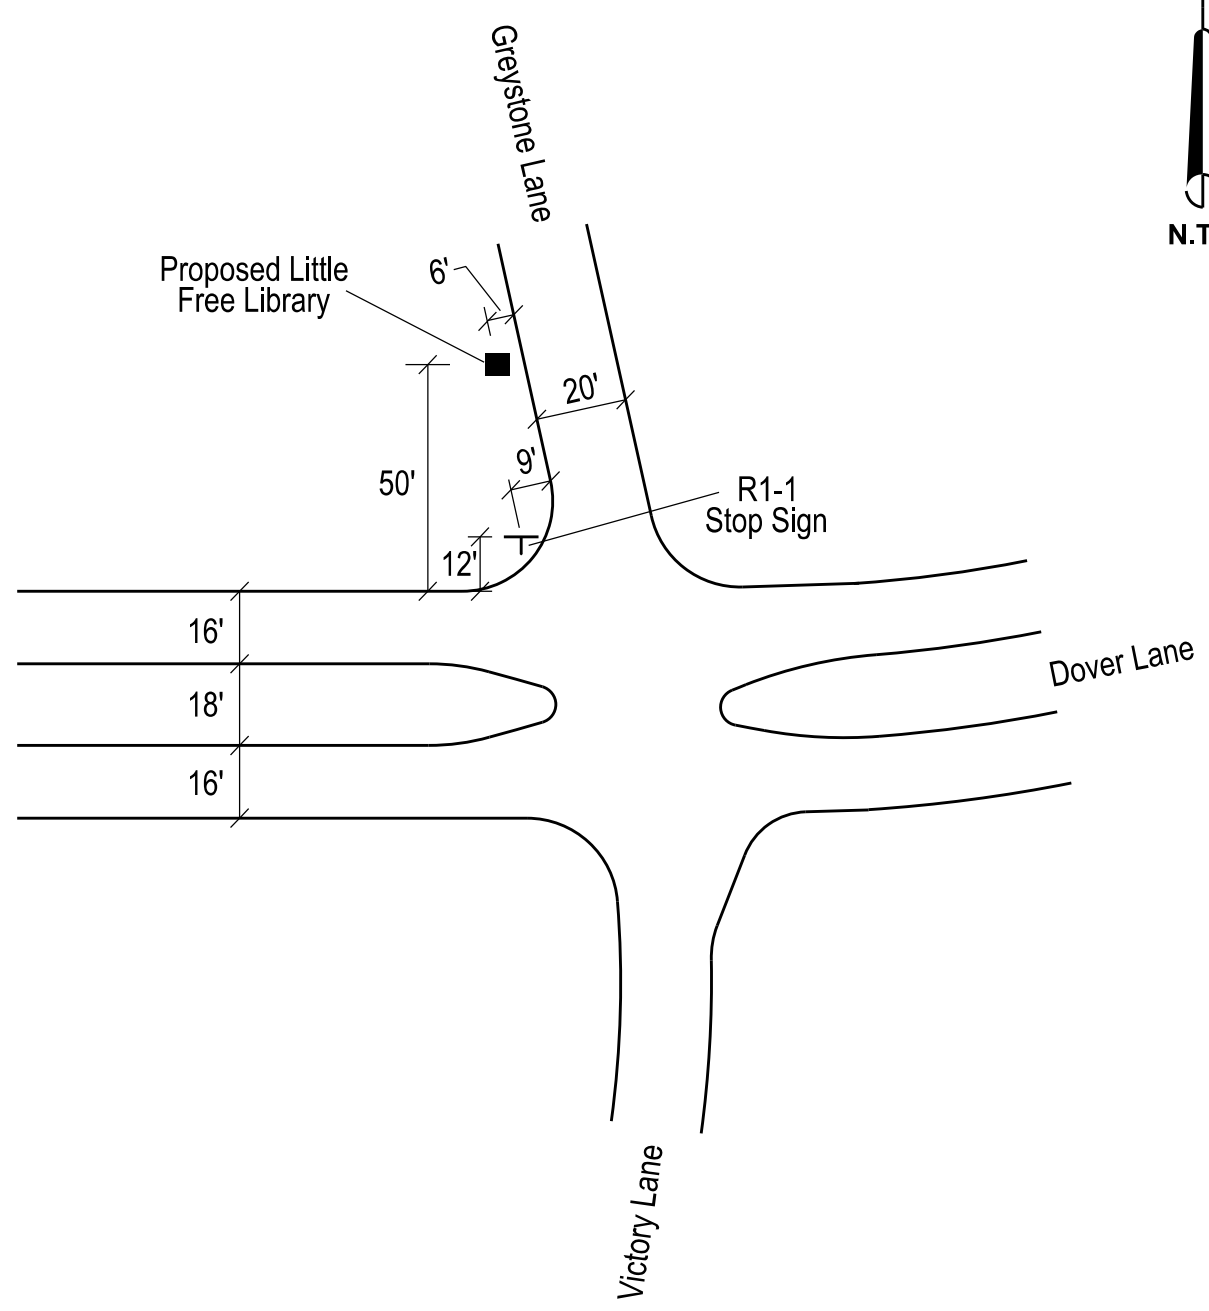 Greystone Lane
N.T
Proposed Little
Free Library
6'
20'
9'
50'
R1-1
Stop Sign
12'
16'
18'
16'
Dover Lane
Victory Lane